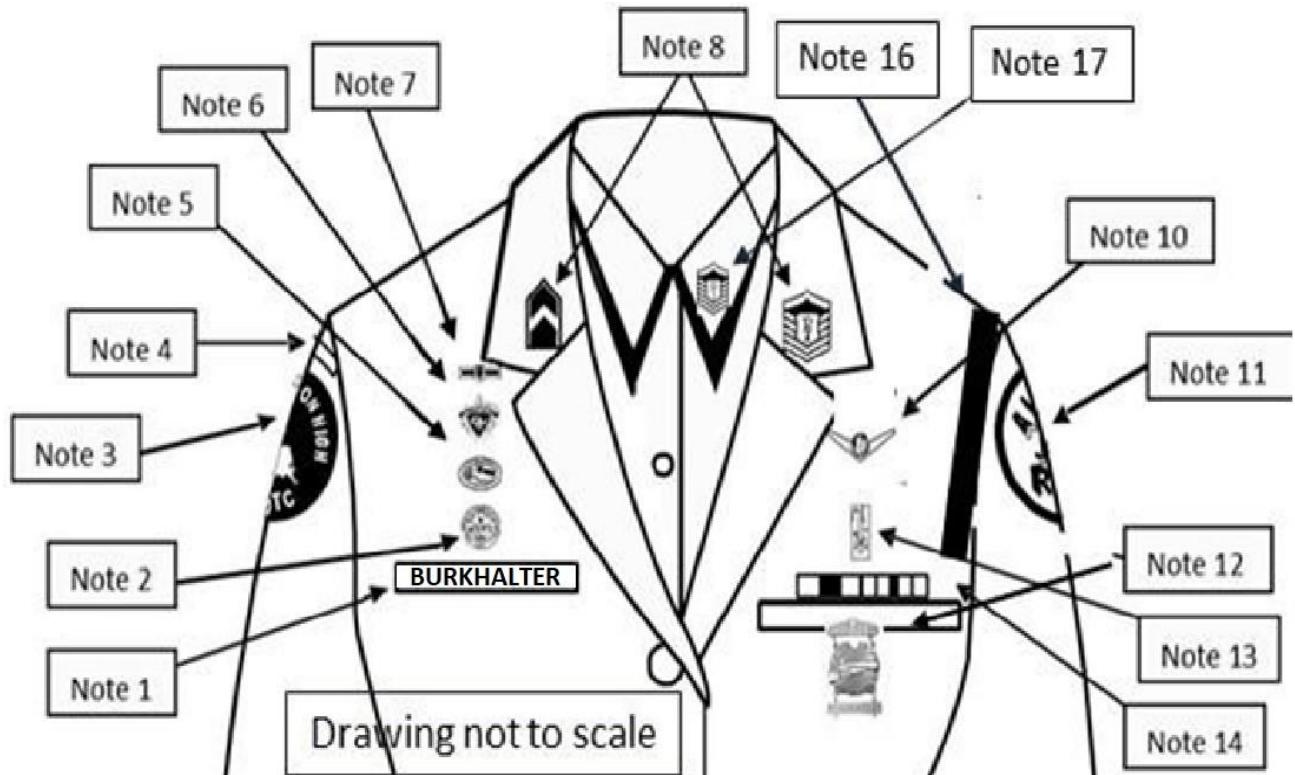 Note 8
Note 16
Note 17
Note 7
Note 6
Note 5
Note 10
Note 4
Note 11
Note 3
Note 12
Note 2
BURKHALTER
Note 13
Note 1
Drawing not to scale
Note 14